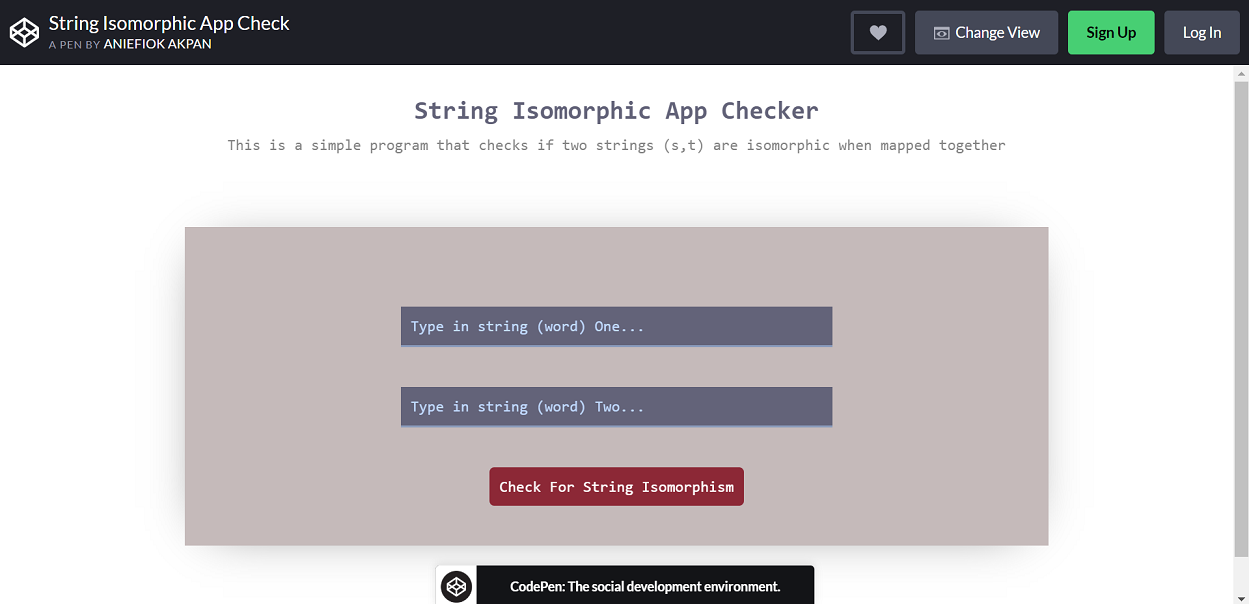 String Isomorphic App Check
A PEN BY ANIEFIOK AKPAN
Change View
Sign Up
Log In
String Isomorphic App Checker
This is a simple program that checks if two strings (s,t) are isomorphic when mapped together
Type in string (word) One...
Type in string (word) Two...
Check For String Isomorphism
CodePen: The social development environment.